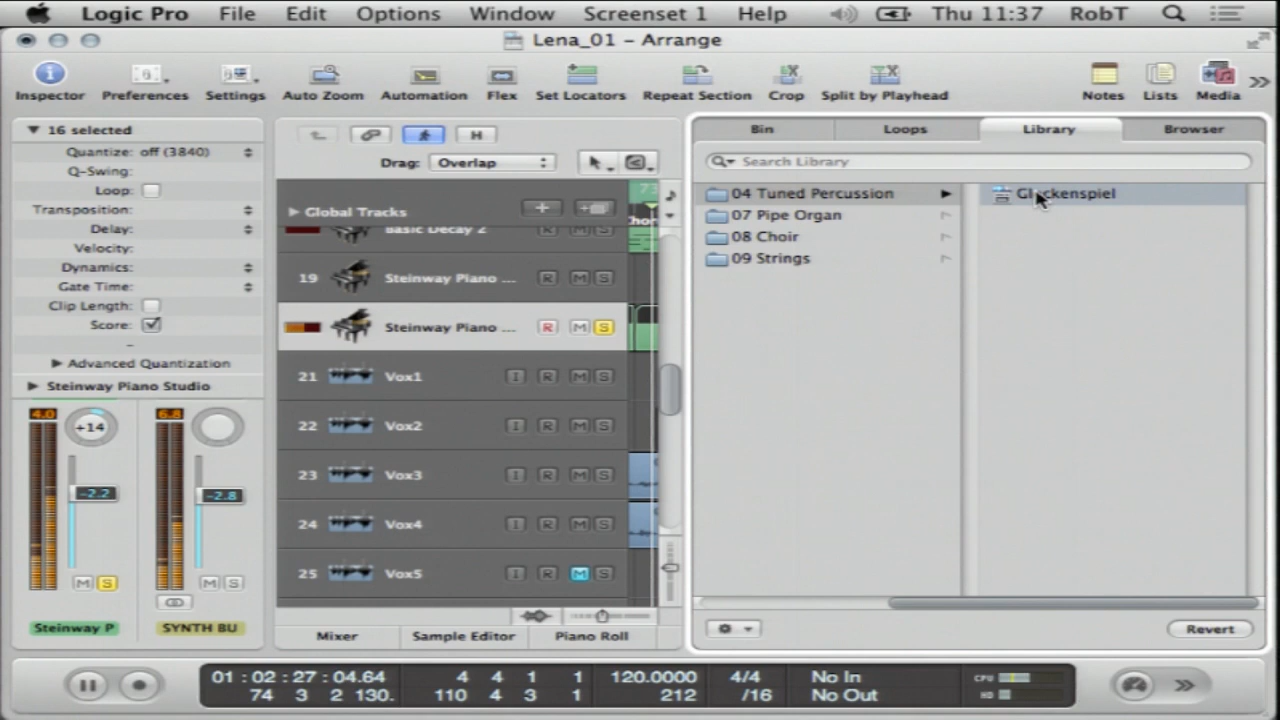 Logic Pro File Edit Options Window Screenset 1 Help Thu 11:37 RobT
Lena_01 - Arrange
Inspector Preferences Settings Auto Zoom Automation Flex Set Locators Repeat Section Crop Split by Playhead Notes Lists Media
16 selected
Quantize: off (3840)
Q-Swing:
Loop:
Transposition:
Delay:
Velocity:
Dynamics:
Gate Time:
Clip Length:
Score:
Advanced Quantization
Steinway Piano Studio
4.0 6.8
+14
-2.2 -2.8
M S M S
Steinway P SYNTH BU
H
Drag: Overlap
73
Global Tracks
Basic Decay 2 R M S
19 Steinway Piano ... R M S
Steinway Piano ... R M S
21 Vox1 I R M S
22 Vox2 I R M S
23 Vox3 I R M S
24 Vox4 I R M S
25 Vox5 I R M S
Mixer Sample Editor Piano Roll
Bin Loops Library Browser
Search Library
04 Tuned Percussion
07 Pipe Organ
08 Choir
09 Strings
Glockenspiel
Revert
01 : 02 : 27 : 04.64 4 4 1 1 120.0000 4/4 No In CPU
74 3 2 130. 110 4 3 1 212 /16 No Out HD